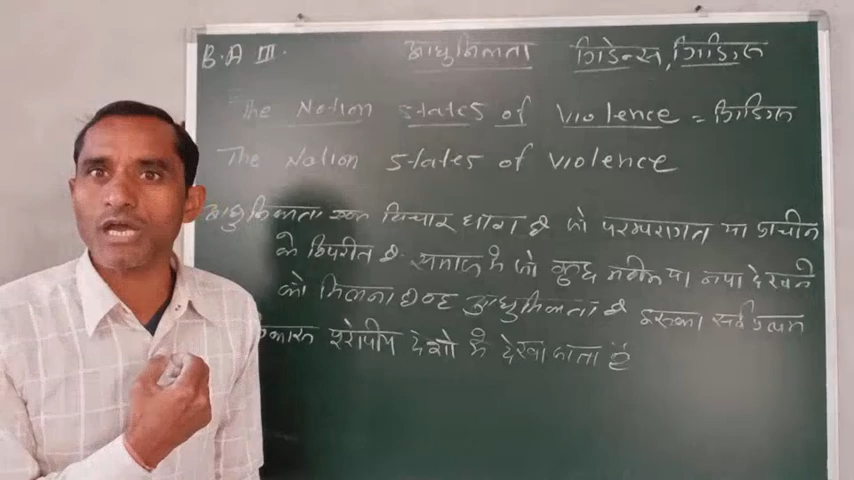 B.A III. आधुनिकता गिडेन्स, गिडिंग
The Nation states of violence = गिडिंग
The Nation states of violence
आधुनिकता एक विचार धारा है जो परम्परागत या प्राचीन
के विपरीत है. समाज में जो कुछ नवीन या नया देखने
को मिलता है वह आधुनिकता है इसका सर्व प्रथम
यूरोपीय देशों में देखा जाता है